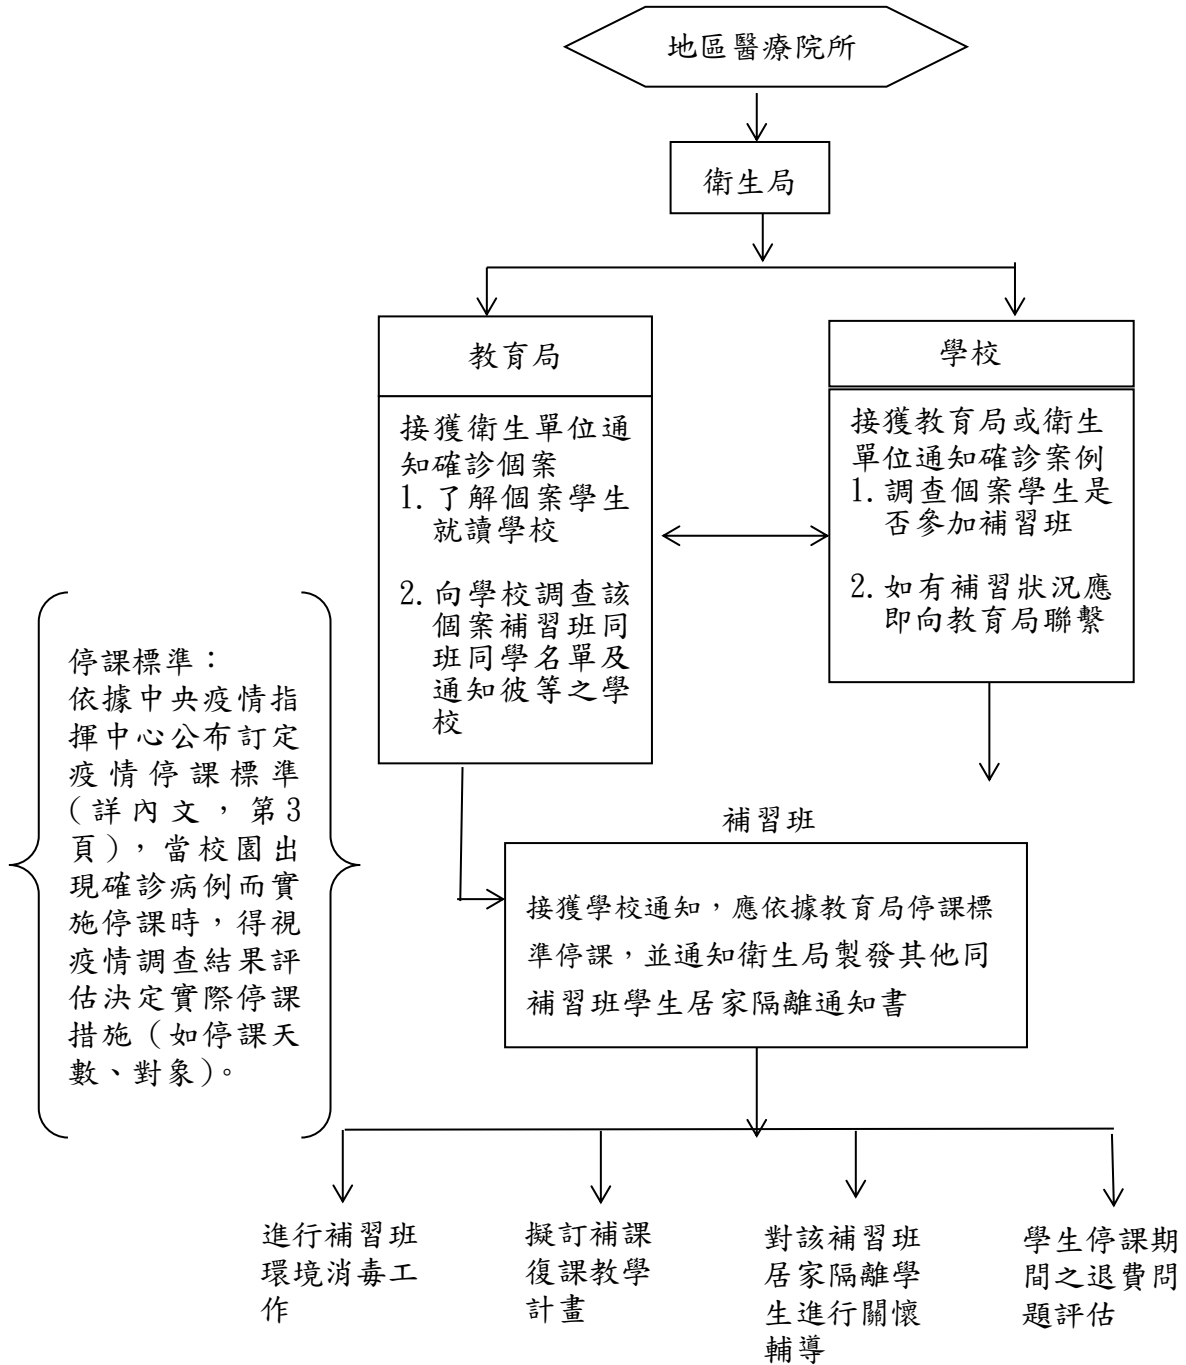 地區醫療院所
衛生局
教育局
接獲衛生單位通
知確診個案
1. 了解個案學生
就讀學校
2. 向學校調查該
個案補習班同
班同學名單及
通知彼等之學
校
學校
接獲教育局或衛生
單位通知確診案例
1. 調查個案學生是
否參加補習班
2. 如有補習狀況應
即向教育局聯繫
停課標準：
依據中央疫情指
揮中心公布訂定
疫情停課標準
(詳內文，第3
頁)，當校園出
現確診病例而實
施停課時，得視
疫情調查結果評
估決定實際停課
措施（如停課天
數、對象）。
補習班
接獲學校通知，應依據教育局停課標
準停課，並通知衛生局製發其他同
補習班學生居家隔離通知書
進行補習班
環境消毒工
作
擬訂補課
復課教學
計畫
對該補習班
居家隔離學
生進行關懷
輔導
學生停課期
間之退費問
題評估